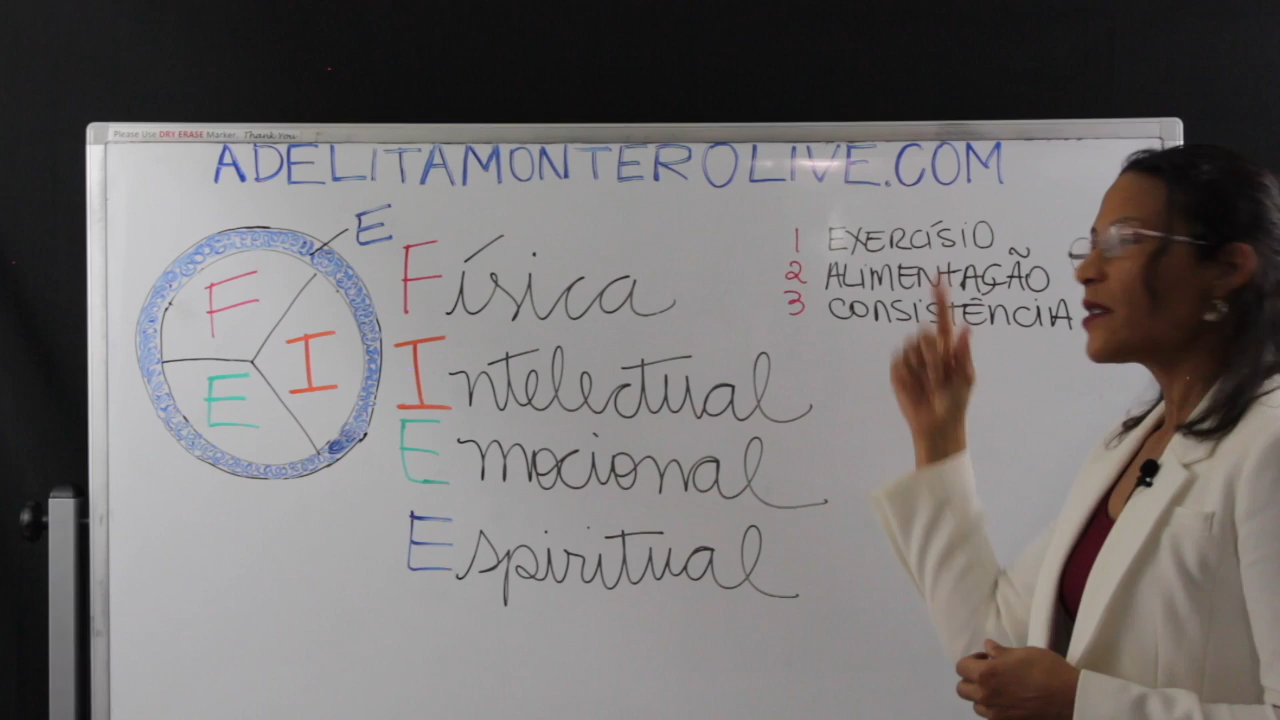 Please Use DRY ERASE Marker. Thank You
ADELITAMONTEROLIVE.COM
E
F
I
E
Física
Intelectual
Emocional
Espiritual
1 EXERCÍSIO
2 ALIMENTAÇÃO
3 CONSISTÊNCIA